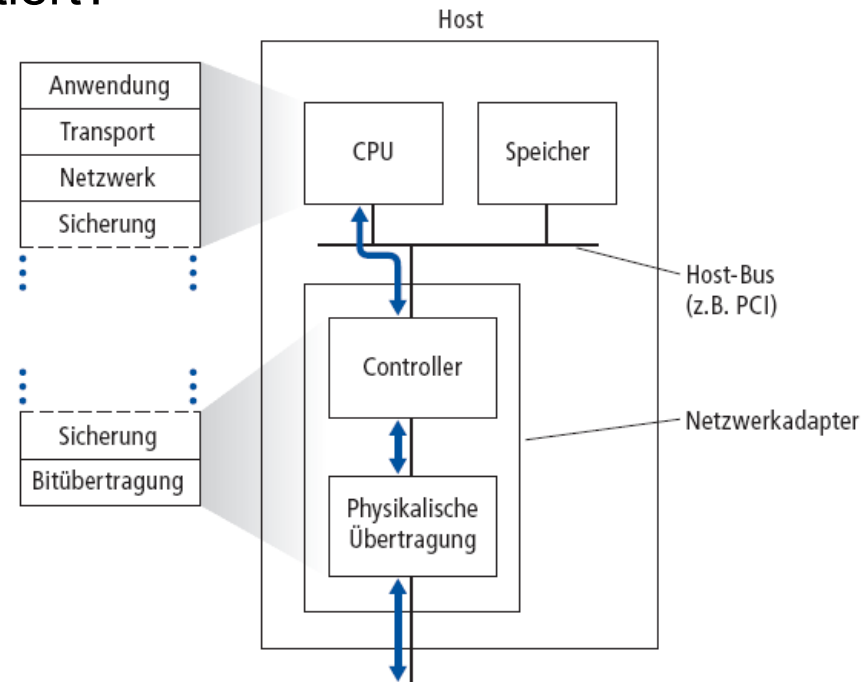 Host
Anwendung
Transport
Netzwerk
Sicherung
CPU
Speicher
Host-Bus
(z.B. PCI)
Controller
Netzwerkadapter
Sicherung
Bitübertragung
Physikalische
Übertragung